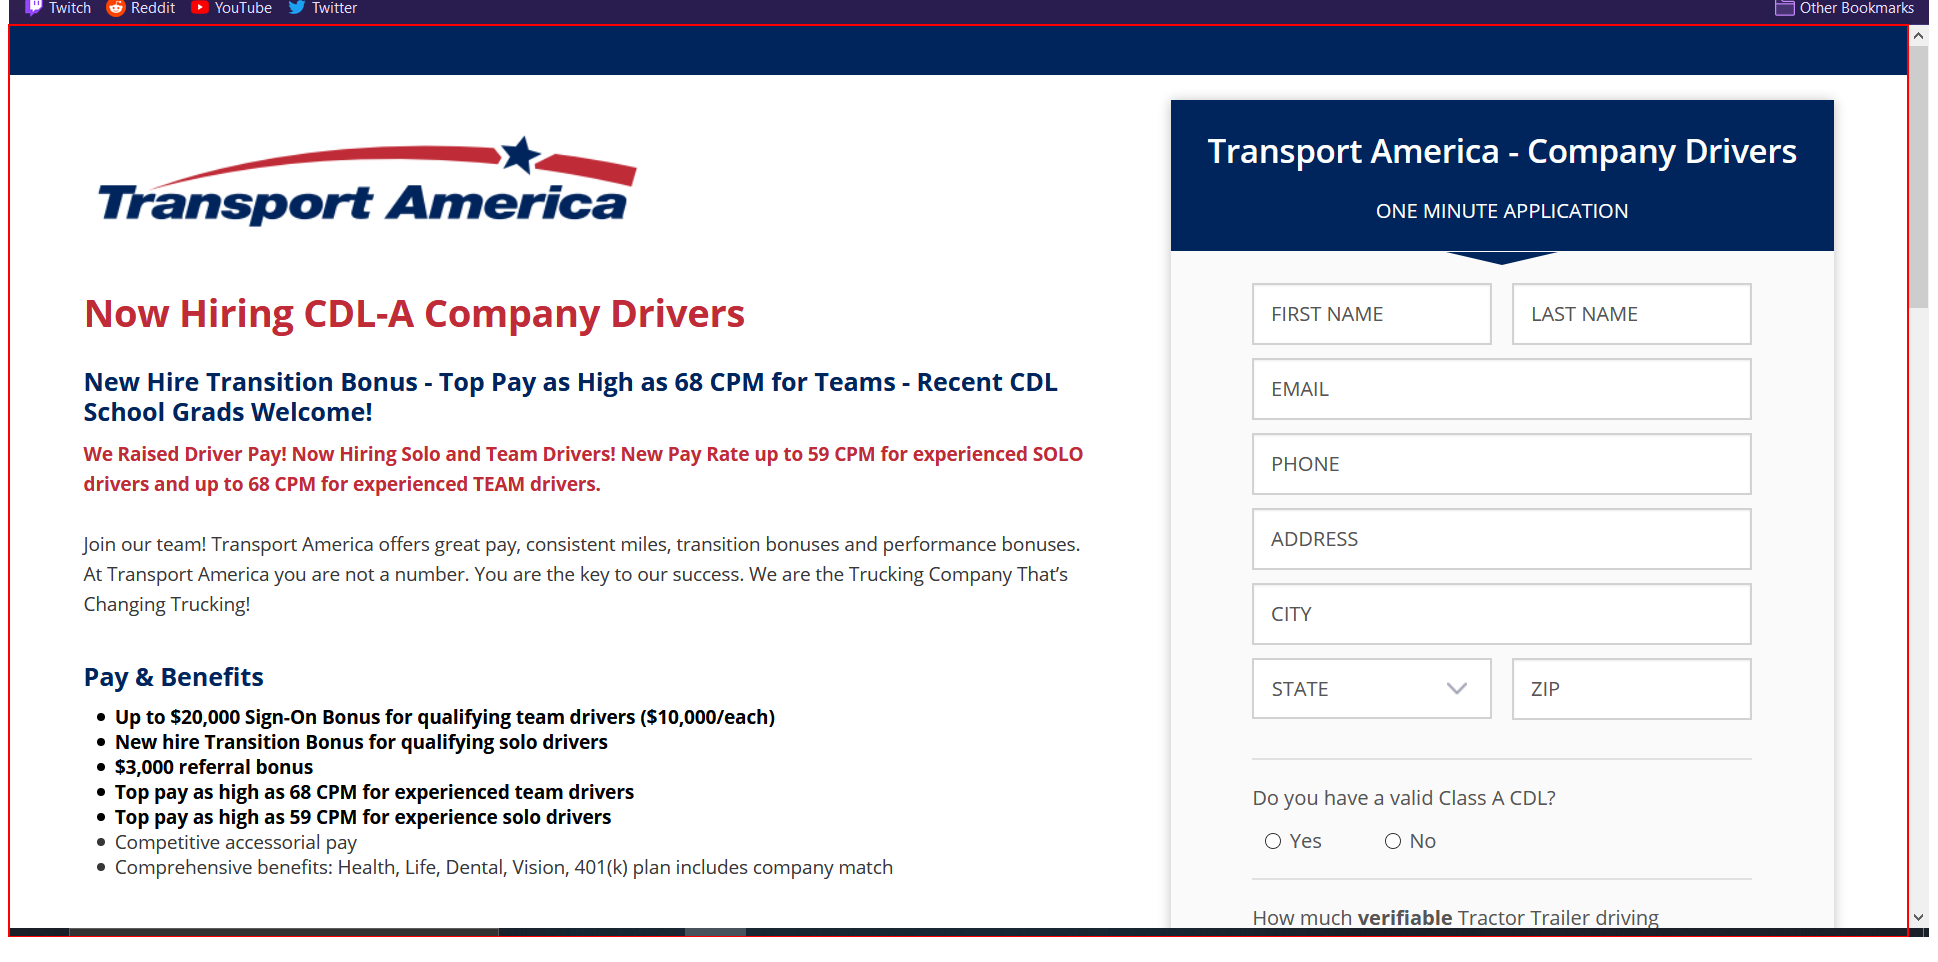 Twitch Reddit YouTube Twitter Other Bookmarks
Transport America
Now Hiring CDL-A Company Drivers
New Hire Transition Bonus - Top Pay as High as 68 CPM for Teams - Recent CDL
School Grads Welcome!
We Raised Driver Pay! Now Hiring Solo and Team Drivers! New Pay Rate up to 59 CPM for experienced SOLO
drivers and up to 68 CPM for experienced TEAM drivers.
Join our team! Transport America offers great pay, consistent miles, transition bonuses and performance bonuses.
At Transport America you are not a number. You are the key to our success. We are the Trucking Company That’s
Changing Trucking!
Pay & Benefits
• Up to $20,000 Sign-On Bonus for qualifying team drivers ($10,000/each)
• New hire Transition Bonus for qualifying solo drivers
• $3,000 referral bonus
• Top pay as high as 68 CPM for experienced team drivers
• Top pay as high as 59 CPM for experience solo drivers
• Competitive accessorial pay
• Comprehensive benefits: Health, Life, Dental, Vision, 401(k) plan includes company match
Transport America - Company Drivers
ONE MINUTE APPLICATION
FIRST NAME LAST NAME
EMAIL
PHONE
ADDRESS
CITY
STATE ZIP
Do you have a valid Class A CDL?
Yes No
How much verifiable Tractor Trailer driving